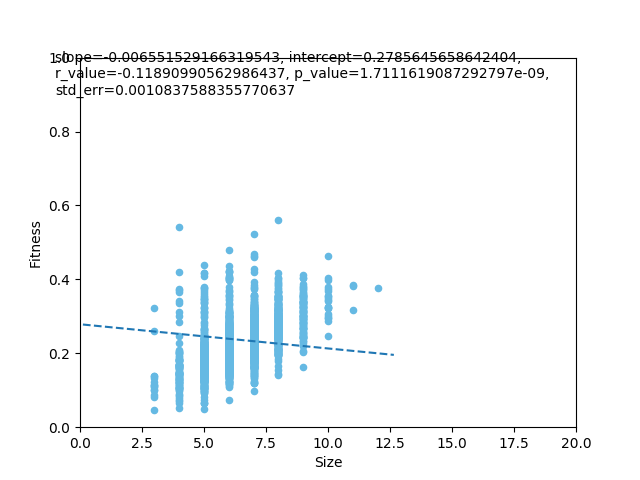 slope=-0.006551529166319543, intercept=0.2785645658642404,
r_value=-0.11890990562986437, p_value=1.7111619087292797e-09,
std_err=0.0010837588355770637
1.0
0.8
0.6
0.4
0.2
0.0
Fitness
0.0 2.5 5.0 7.5 10.0 12.5 15.0 17.5 20.0
Size